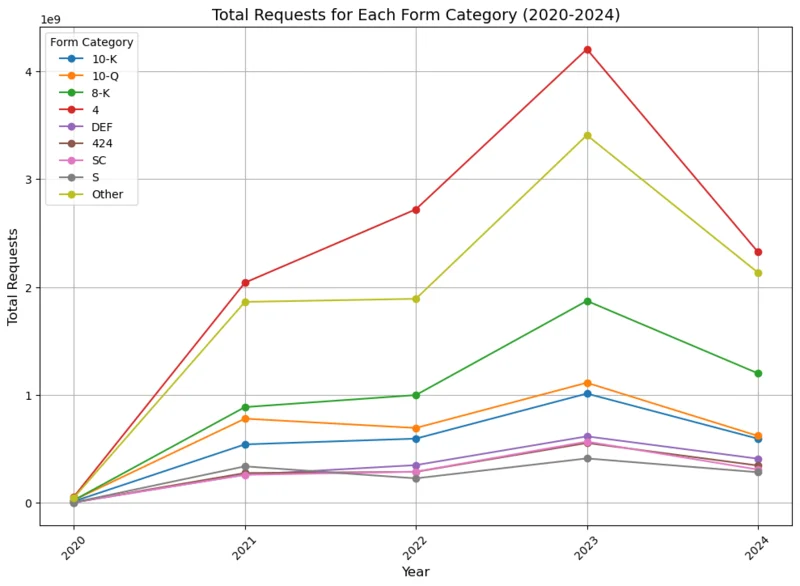 Total Requests for Each Form Category (2020-2024)
1e9
Form Category
10-K
10-Q
8-K
4
DEF
424
SC
S
Other
4
3
2
1
0
Total Requests
2020
2021
2022
2023
2024
Year